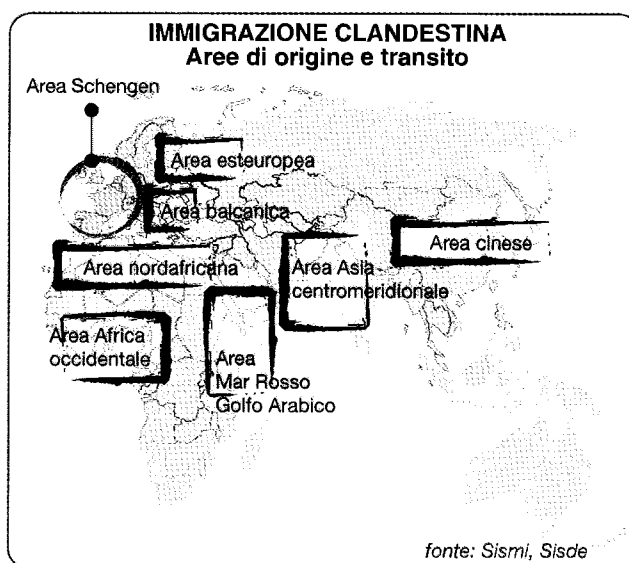 IMMIGRAZIONE CLANDESTINA
Aree di origine e transito
Area Schengen
Area esteuropea
Area balcanica
Area cinese
Area nordafricana
Area Asia
centromeridionale
Area Africa
occidentale
Area
Mar Rosso
Golfo Arabico
fonte: Sismi, Sisde